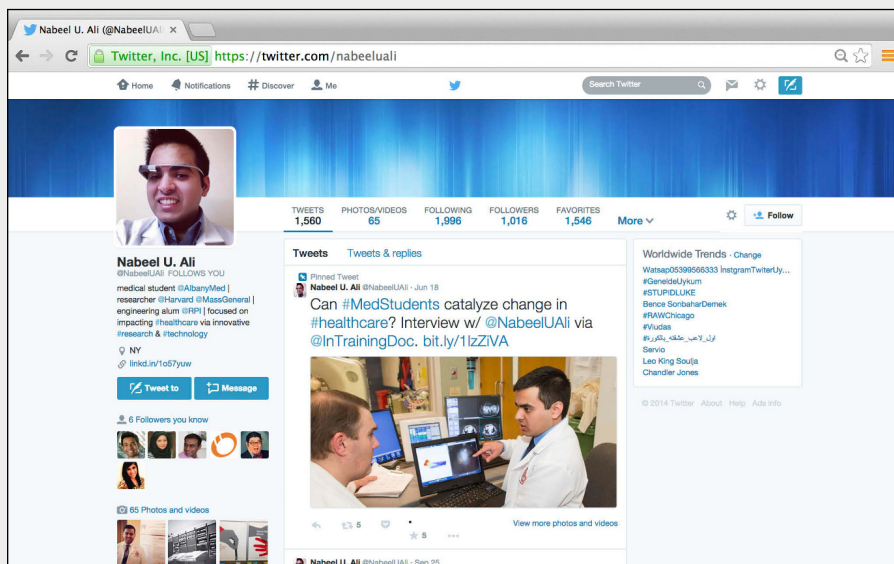 Nabeel U. Ali (@NabeelUAli
Twitter, Inc. [US] https://twitter.com/nabeeluali
Home Notifications Discover Me
Search Twitter
TWEETS PHOTOS/VIDEOS FOLLOWING FOLLOWERS FAVORITES
1,560 65 1,996 1,016 1,546 More
Follow
Nabeel U. Ali
@NabeelUAli FOLLOWS YOU
medical student @AlbanyMed |
researcher @Harvard @MassGeneral |
engineering alum @RPI | focused on
impacting #healthcare via innovative
#research & #technology
NY
linkd.in/1o57yuw
Tweet to Message
6 Followers you know
65 Photos and videos
Tweets Tweets & replies
Pinned Tweet
Nabeel U. Ali @NabeelUAli · Jun 18
Can #MedStudents catalyze change in
#healthcare? Interview w/ @NabeelUAli via
@InTrainingDoc. bit.ly/1lzZiVA
5
5
View more photos and videos
Nabeel U. Ali @NabeelUAli · Sep 25
Worldwide Trends · Change
Watsap05399566333 İnstgramTwiterUy...
#GeneldeUykum
#STUPIDLUKE
Bence SonbaharDemek
#RAWChicago
#Viudas
#اول_لاعب_عشقته_بالكوره
Servio
Leo King Soulja
Chandler Jones
© 2014 Twitter About Help Ads info